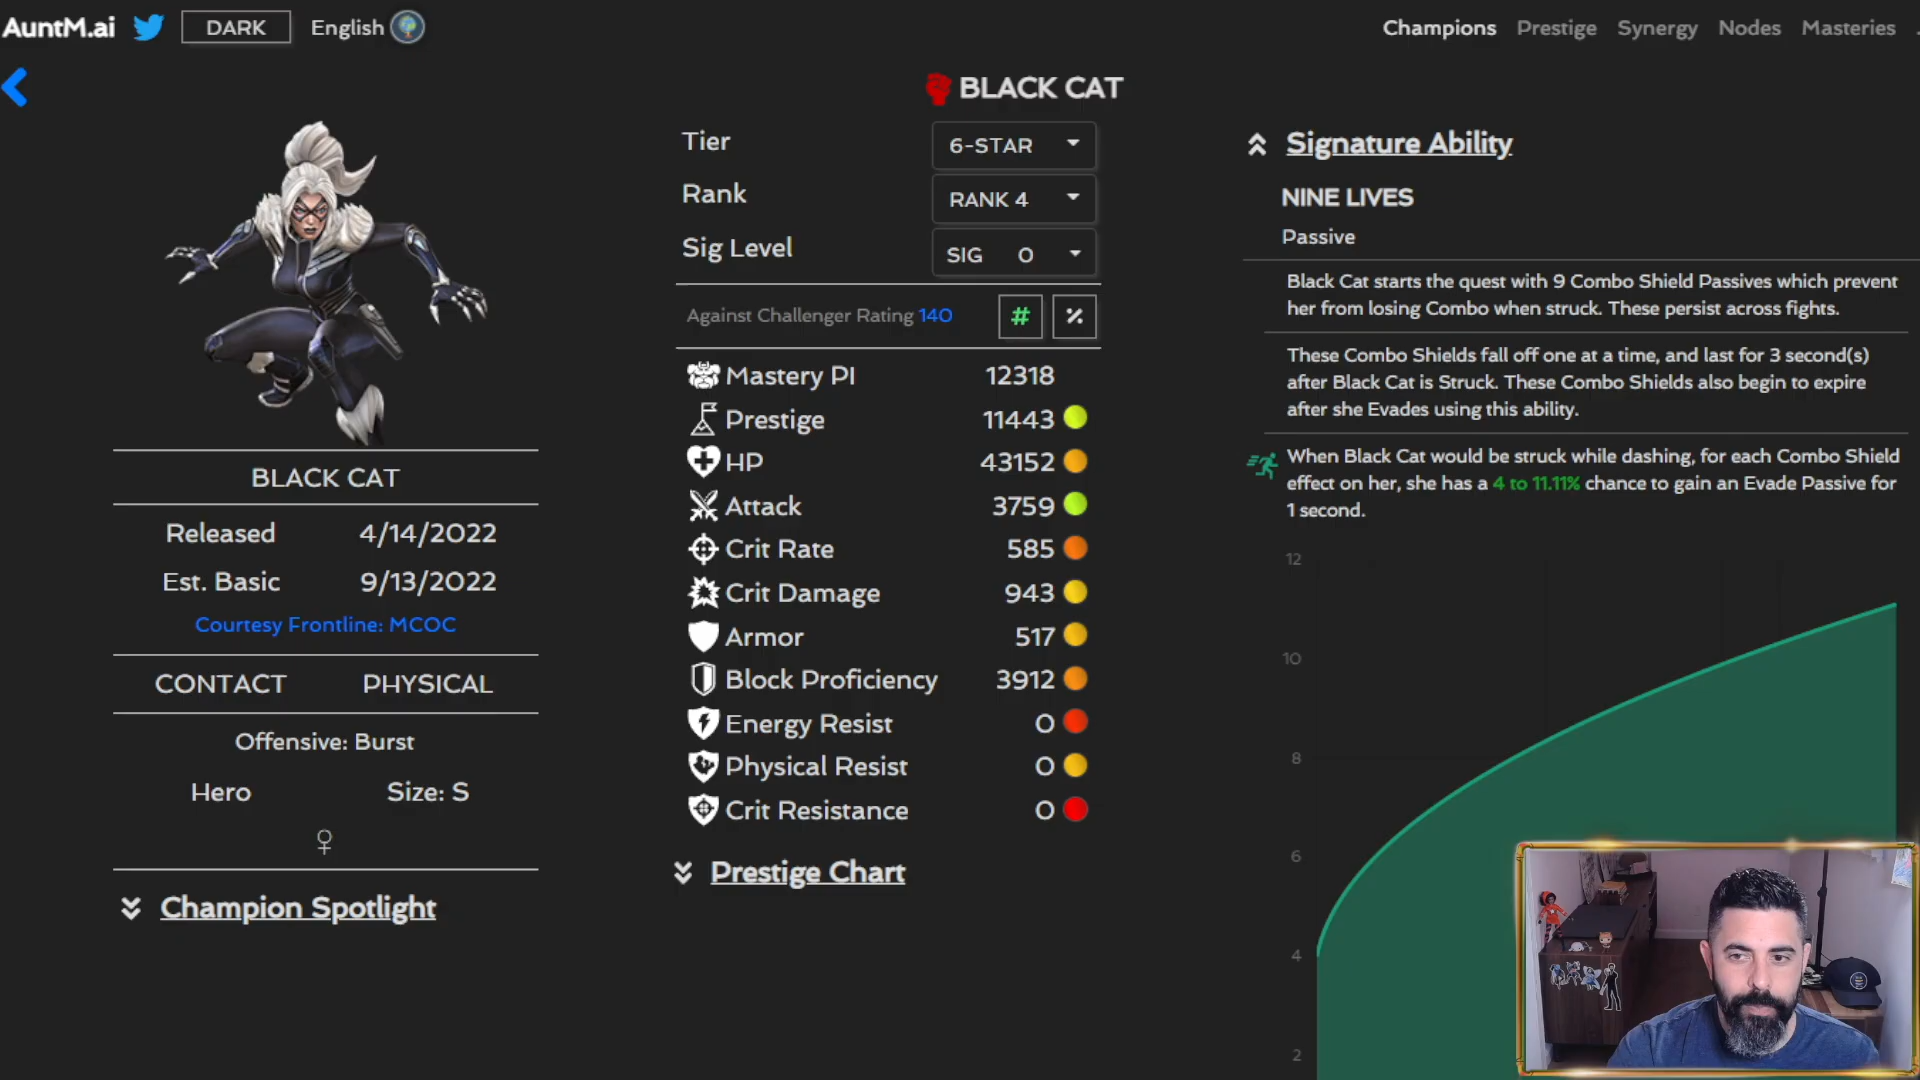 AuntM.ai DARK English Champions Prestige Synergy Nodes Masteries
BLACK CAT
Tier 6-STAR
Rank RANK 4
Sig Level SIG 0
Against Challenger Rating 140 # %
Mastery PI 12318
Prestige 11443
HP 43152
Attack 3759
Crit Rate 585
Crit Damage 943
Armor 517
Block Proficiency 3912
Energy Resist 0
Physical Resist 0
Crit Resistance 0
Prestige Chart
BLACK CAT
Released 4/14/2022
Est. Basic 9/13/2022
Courtesy Frontline: MCOC
CONTACT PHYSICAL
Offensive: Burst
Hero Size: S
♀
Champion Spotlight
Signature Ability
NINE LIVES
Passive
Black Cat starts the quest with 9 Combo Shield Passives which prevent
her from losing Combo when struck. These persist across fights.
These Combo Shields fall off one at a time, and last for 3 second(s)
after Black Cat is Struck. These Combo Shields also begin to expire
after she Evades using this ability.
When Black Cat would be struck while dashing, for each Combo Shield
effect on her, she has a 4 to 11.11% chance to gain an Evade Passive for
1 second.
12
10
8
6
4
2